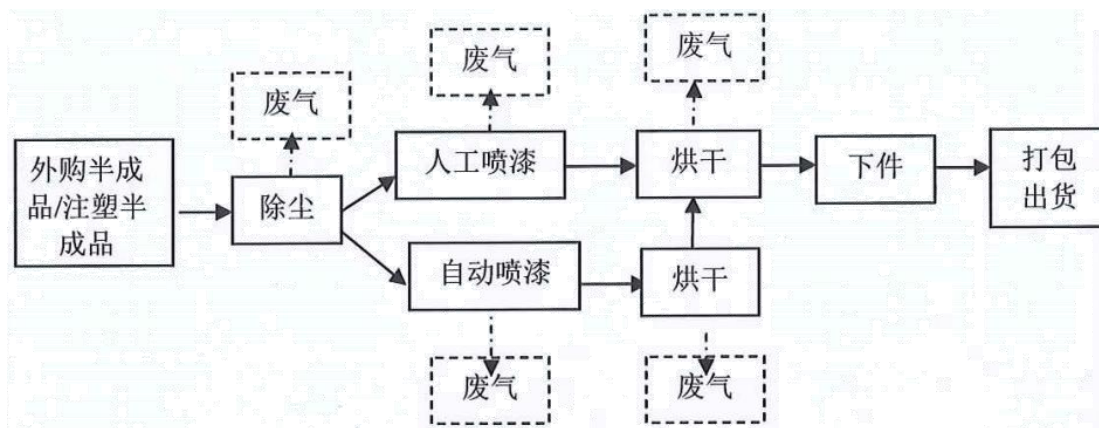 废气
废气
废气
外购半成
品/注塑半
成品
除尘
人工喷漆
烘干
下件
打包
出货
自动喷漆
烘干
废气
废气